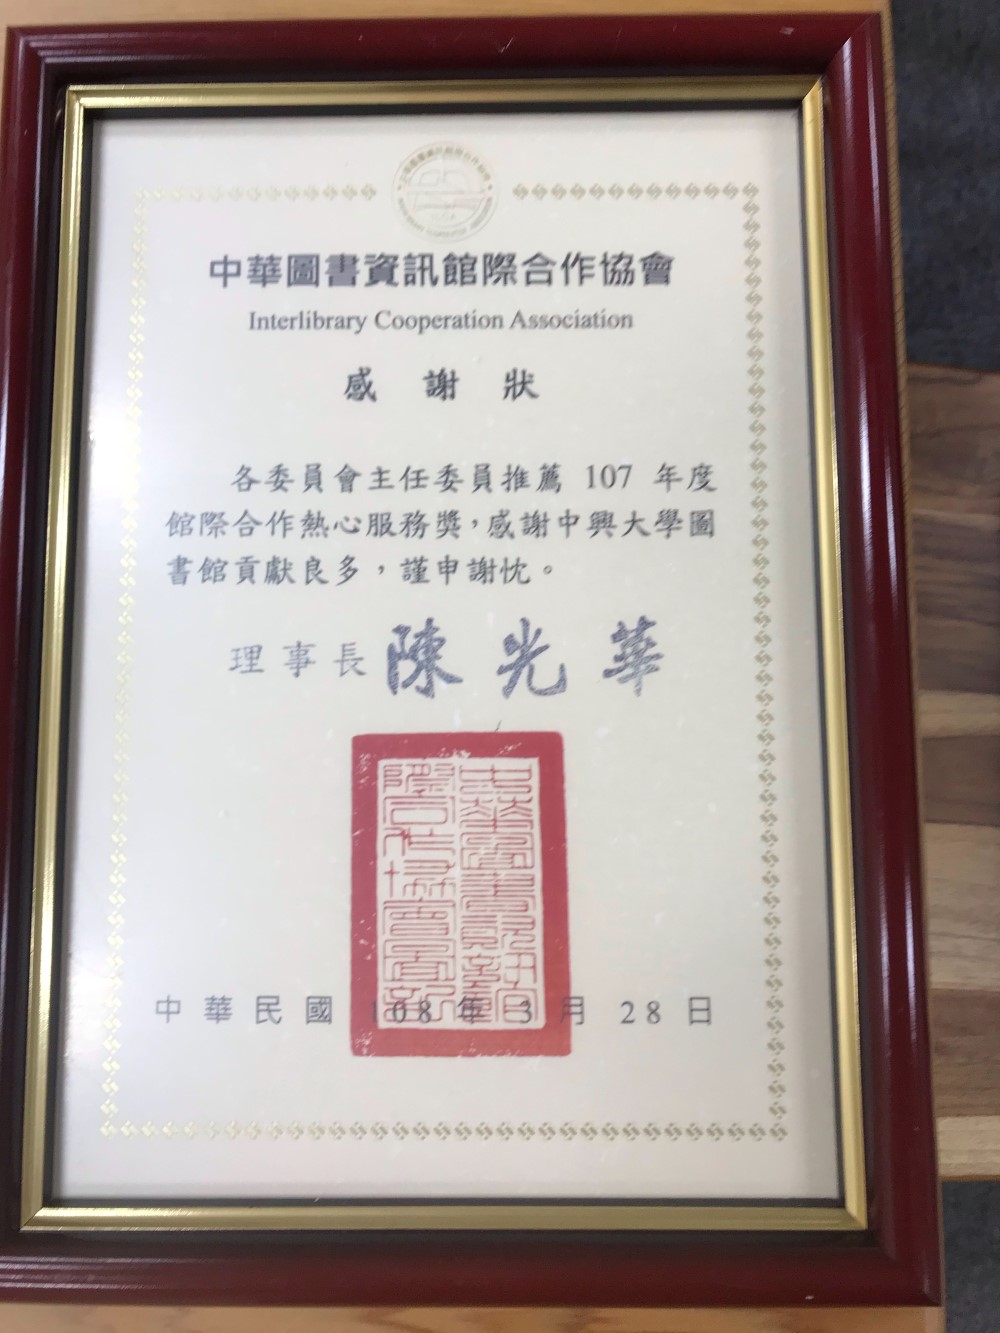 中華圖書資訊館際合作協會
Interlibrary Cooperation Association
感 謝 狀
各委員會主任委員推薦 107 年度
館際合作熱心服務獎，感謝中興大學圖
書館貢獻良多，謹申謝忱。
理事長 陳光華
中華民國 108 年 3 月 28 日